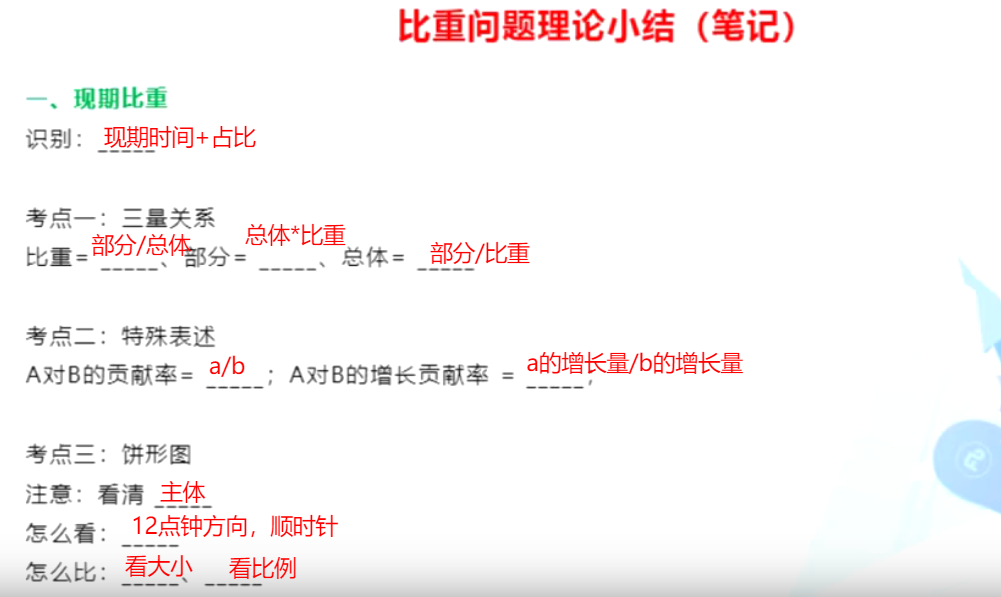 比重问题理论小结（笔记）
一、现期比重
识别：现期时间+占比
考点一：三量关系
比重=部分/总体、部分=总体*比重、总体=部分/比重
考点二：特殊表述
A对B的贡献率=a/b；A对B的增长贡献率 =a的增长量/b的增长量；
考点三：饼形图
注意：看清 主体
怎么看：12点钟方向，顺时针
怎么比：看大小、看比例